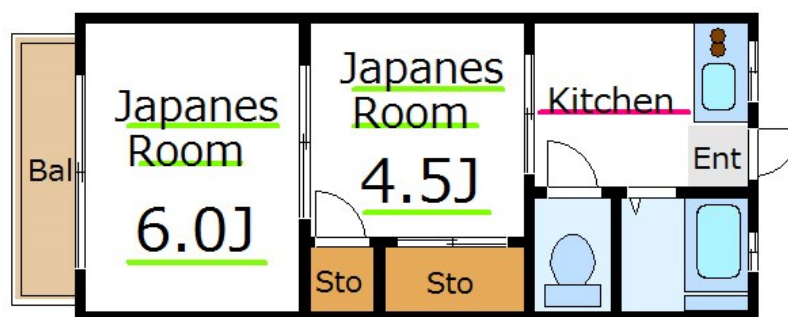 Bal
Japanes
Room
6.0J
Japanes
Room
4.5J
Kitchen
Ent
Sto
Sto